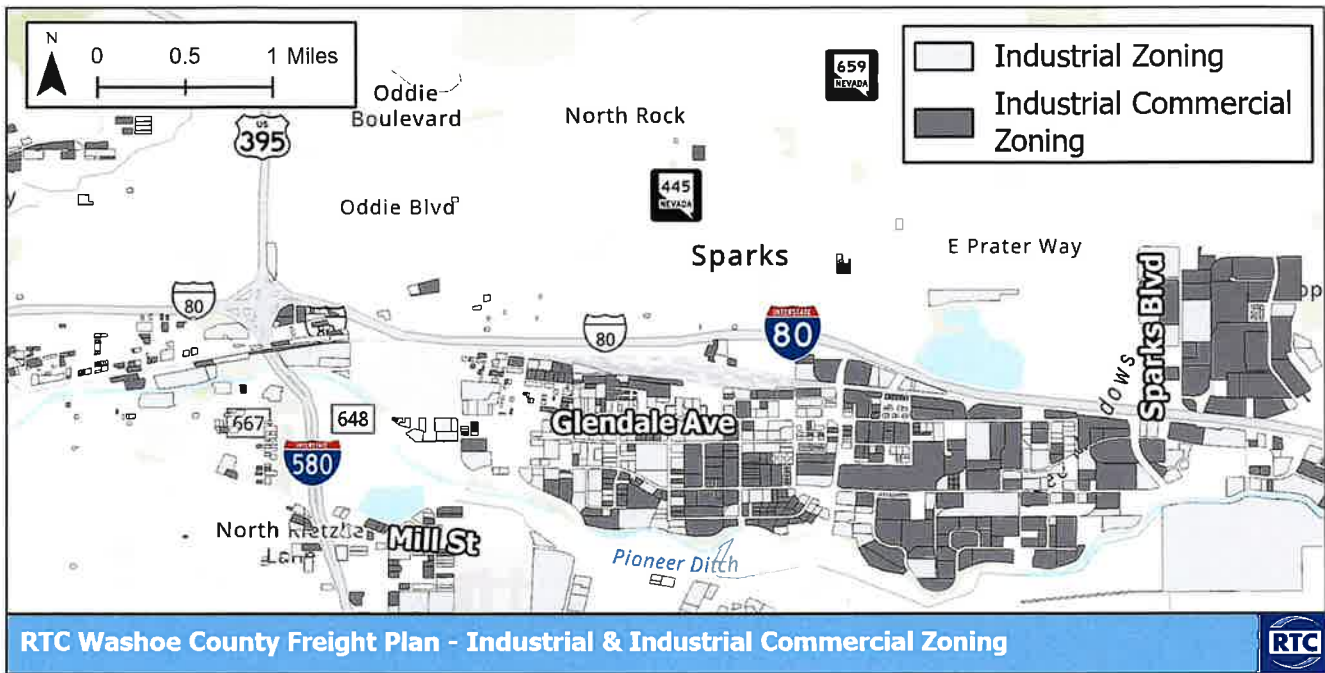 N
0 0.5 1 Miles
Industrial Zoning
Industrial Commercial
Zoning
659
NEVADA
Oddie
Boulevard
US
395
North Rock
445
NEVADA
Oddie Blvd
Sparks
E Prater Way
Sparks Blvd
80
80
INTERSTATE
80
dows
667
648
Glendale Ave
INTERSTATE
580
North
Mill St
Pioneer Ditch
RTC Washoe County Freight Plan - Industrial & Industrial Commercial Zoning
RTC